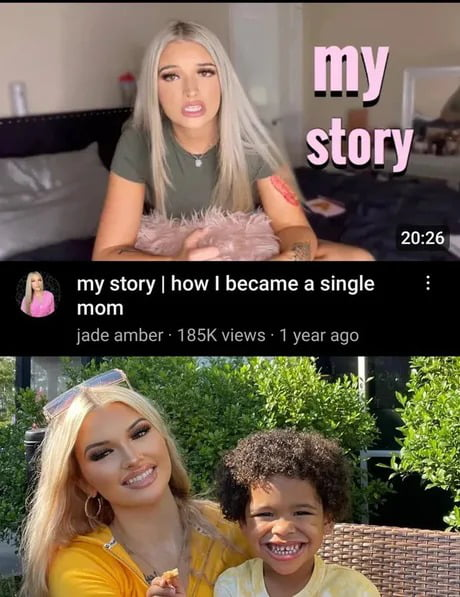 my
story
20:26
my story | how I became a single
mom
jade amber · 185K views · 1 year ago